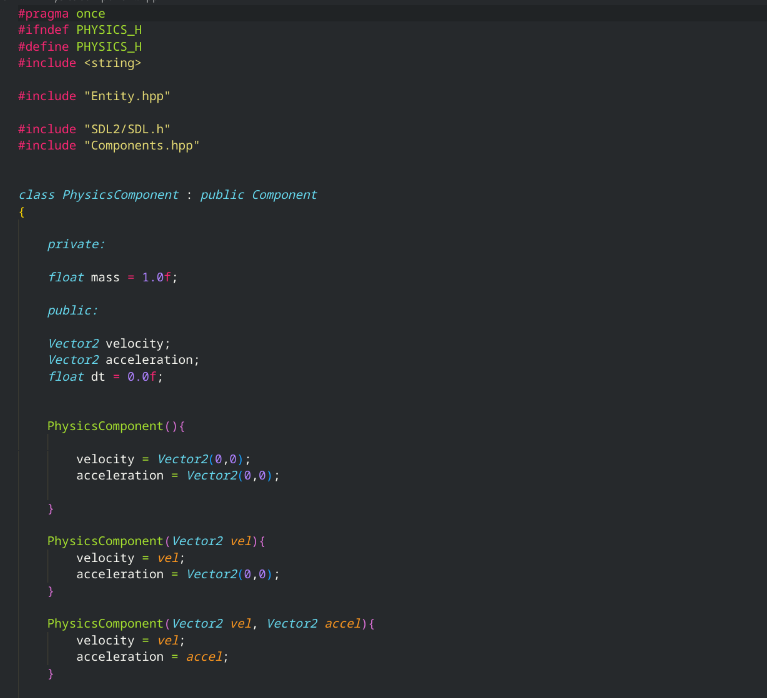 #pragma once
#ifndef PHYSICS_H
#define PHYSICS_H
#include <string>
#include "Entity.hpp"
#include "SDL2/SDL.h"
#include "Components.hpp"
class PhysicsComponent : public Component
{
private:
float mass = 1.0f;
public:
Vector2 velocity;
Vector2 acceleration;
float dt = 0.0f;
PhysicsComponent(){
velocity = Vector2(0,0);
acceleration = Vector2(0,0);
}
PhysicsComponent(Vector2 vel){
velocity = vel;
acceleration = Vector2(0,0);
}
PhysicsComponent(Vector2 vel, Vector2 accel){
velocity = vel;
acceleration = accel;
}